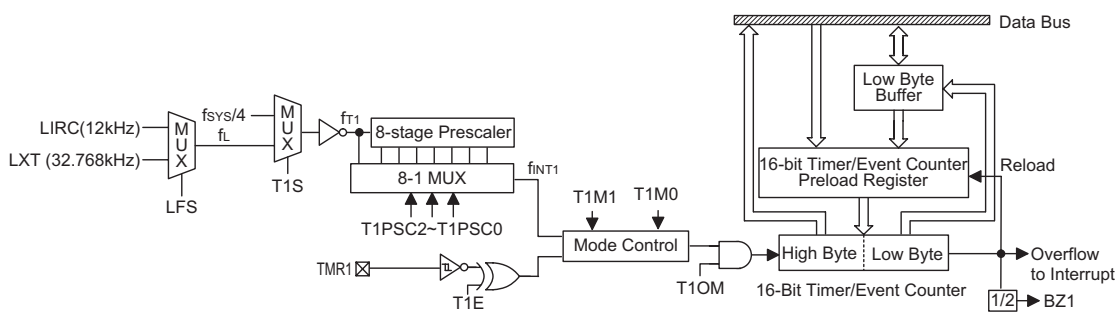 Data Bus
Low Byte
Buffer
fSYS/4
LIRC(12kHz)
LXT (32.768kHz)
MUX
fL
MUX
LFS
T1S
fT1
8-stage Prescaler
8-1 MUX
fINT1
T1PSC2~T1PSC0
16-bit Timer/Event Counter
Preload Register
Reload
T1M1
T1M0
Mode Control
TMR1
T1E
T1OM
High Byte
Low Byte
16-Bit Timer/Event Counter
Overflow
to Interrupt
1/2
BZ1